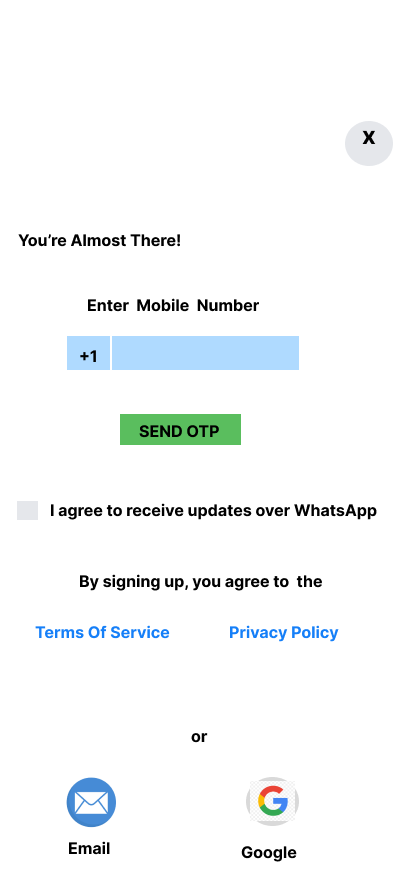 X
You’re Almost There!
Enter Mobile Number
+1
SEND OTP
I agree to receive updates over WhatsApp
By signing up, you agree to the
Terms Of Service Privacy Policy
or
Email Google